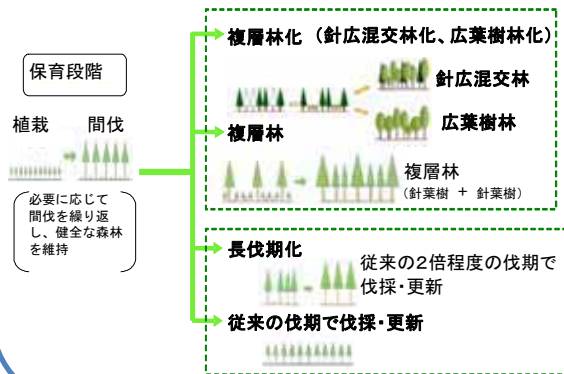 保育段階
植栽
間伐
必要に応じて
間伐を繰り返
し、健全な森林
を維持
複層林化 (針広混交林化、広葉樹林化)
針広混交林
広葉樹林
複層林
複層林
(針葉樹 + 針葉樹)
長伐期化
従来の2倍程度の伐期で
伐採・更新
従来の伐期で伐採・更新